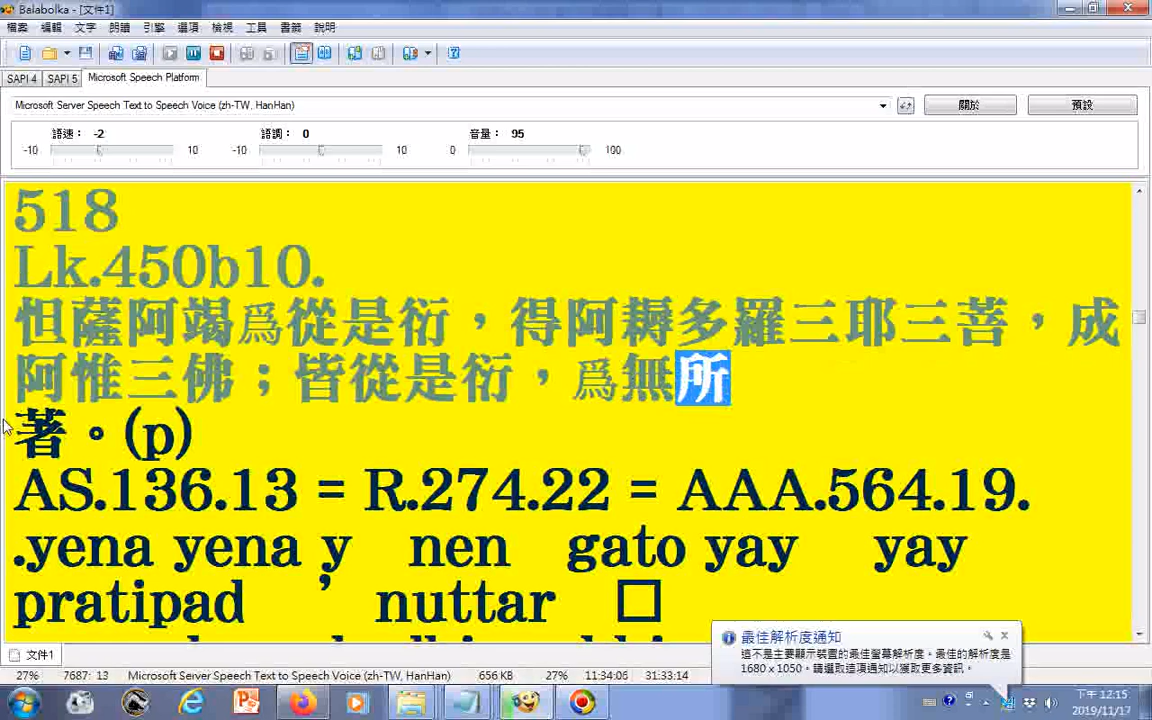 Balabolka - [文件1]
檔案 編輯 文字 朗讀 引擎 選項 檢視 工具 書籤 說明
SAPI 4 SAPI 5 Microsoft Speech Platform
Microsoft Server Speech Text to Speech Voice (zh-TW, HanHan) 關於 預設
語速： -2 語調： 0 音量： 95
-10 10 -10 10 0 100
518
Lk.450b10.
怛薩阿竭爲從是衍，得阿耨多羅三耶三菩，成
阿惟三佛；皆從是衍，爲無所
著。(p)
AS.136.13 = R.274.22 = AAA.564.19.
.yena yena y nen gato yay yay
pratipad ’ nuttar □
最佳解析度通知
這不是主要顯示裝置的最佳螢幕解析度。最佳的解析度是
1680 x 1050。請選取這項通知以獲取更多資訊。
文件1
27% 7687: 13 Microsoft Server Speech Text to Speech Voice (zh-TW, HanHan) 656 KB 27% 11:34:06 31:33:14
下午 12:15
2019/11/17